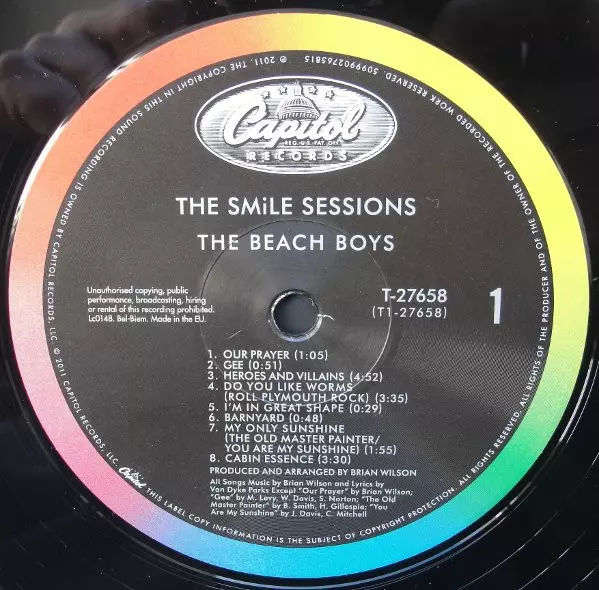 Capitol
REG. U.S. PAT. OFF.
RECORDS
THE SMiLE SESSIONS
THE BEACH BOYS
Unauthorised copying, public
performance, broadcasting, hiring
or rental of this recording prohibited.
Lc0148. Bel-Biem. Made in the EU.
T-27658
(T1-27658)
1
1. OUR PRAYER (1:05)
2. GEE (0:51)
3. HEROES AND VILLAINS (4:52)
4. DO YOU LIKE WORMS
(ROLL PLYMOUTH ROCK) (3:35)
5. I'M IN GREAT SHAPE (0:29)
6. BARNYARD (0:48)
7. MY ONLY SUNSHINE
(THE OLD MASTER PAINTER/
YOU ARE MY SUNSHINE) (1:55)
8. CABIN ESSENCE (3:30)
PRODUCED AND ARRANGED BY BRIAN WILSON
All Songs Music by Brian Wilson and Lyrics by
Van Dyke Parks Except "Our Prayer" by Brian Wilson;
"Gee" by M. Levy, W. Davis, S. Norton; "The Old
Master Painter" by B. Smith, H. Gillespie; "You
Are My Sunshine" by J. Davis, C. Mitchell
Capitol THIS LABEL COPY INFORMATION IS THE SUBJECT OF COPYRIGHT PROTECTION. ALL RIGHTS RESERVED. © 2011 CAPITOL RECORDS, LLC.
℗ 2011. THE COPYRIGHT IN THIS SOUND RECORDING IS OWNED BY CAPITOL RECORDS, LLC.
ALL RIGHTS OF THE PRODUCER AND OF THE OWNER OF THE RECORDED WORK RESERVED. 5099902765815